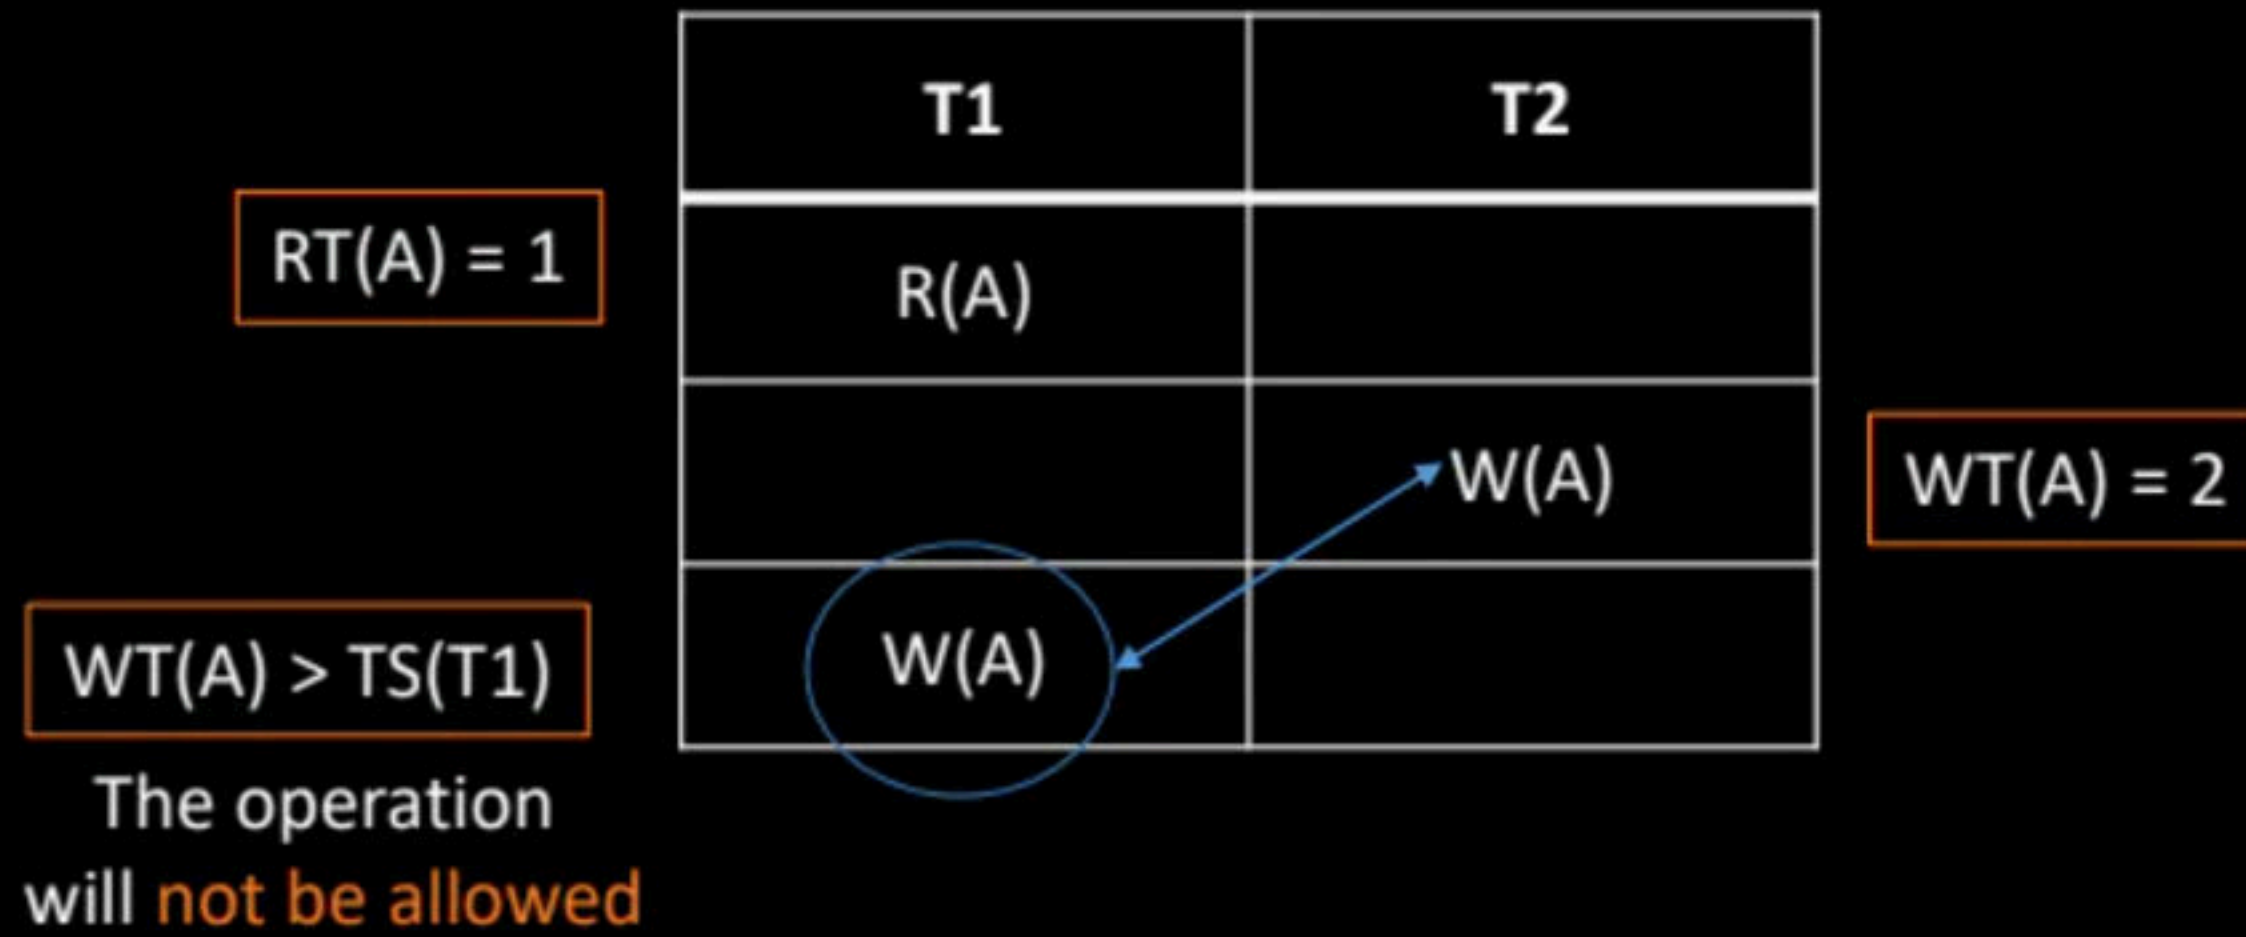 T1 T2
RT(A) = 1
R(A)
W(A)
WT(A) = 2
WT(A) > TS(T1)
W(A)
The operation
will not be allowed